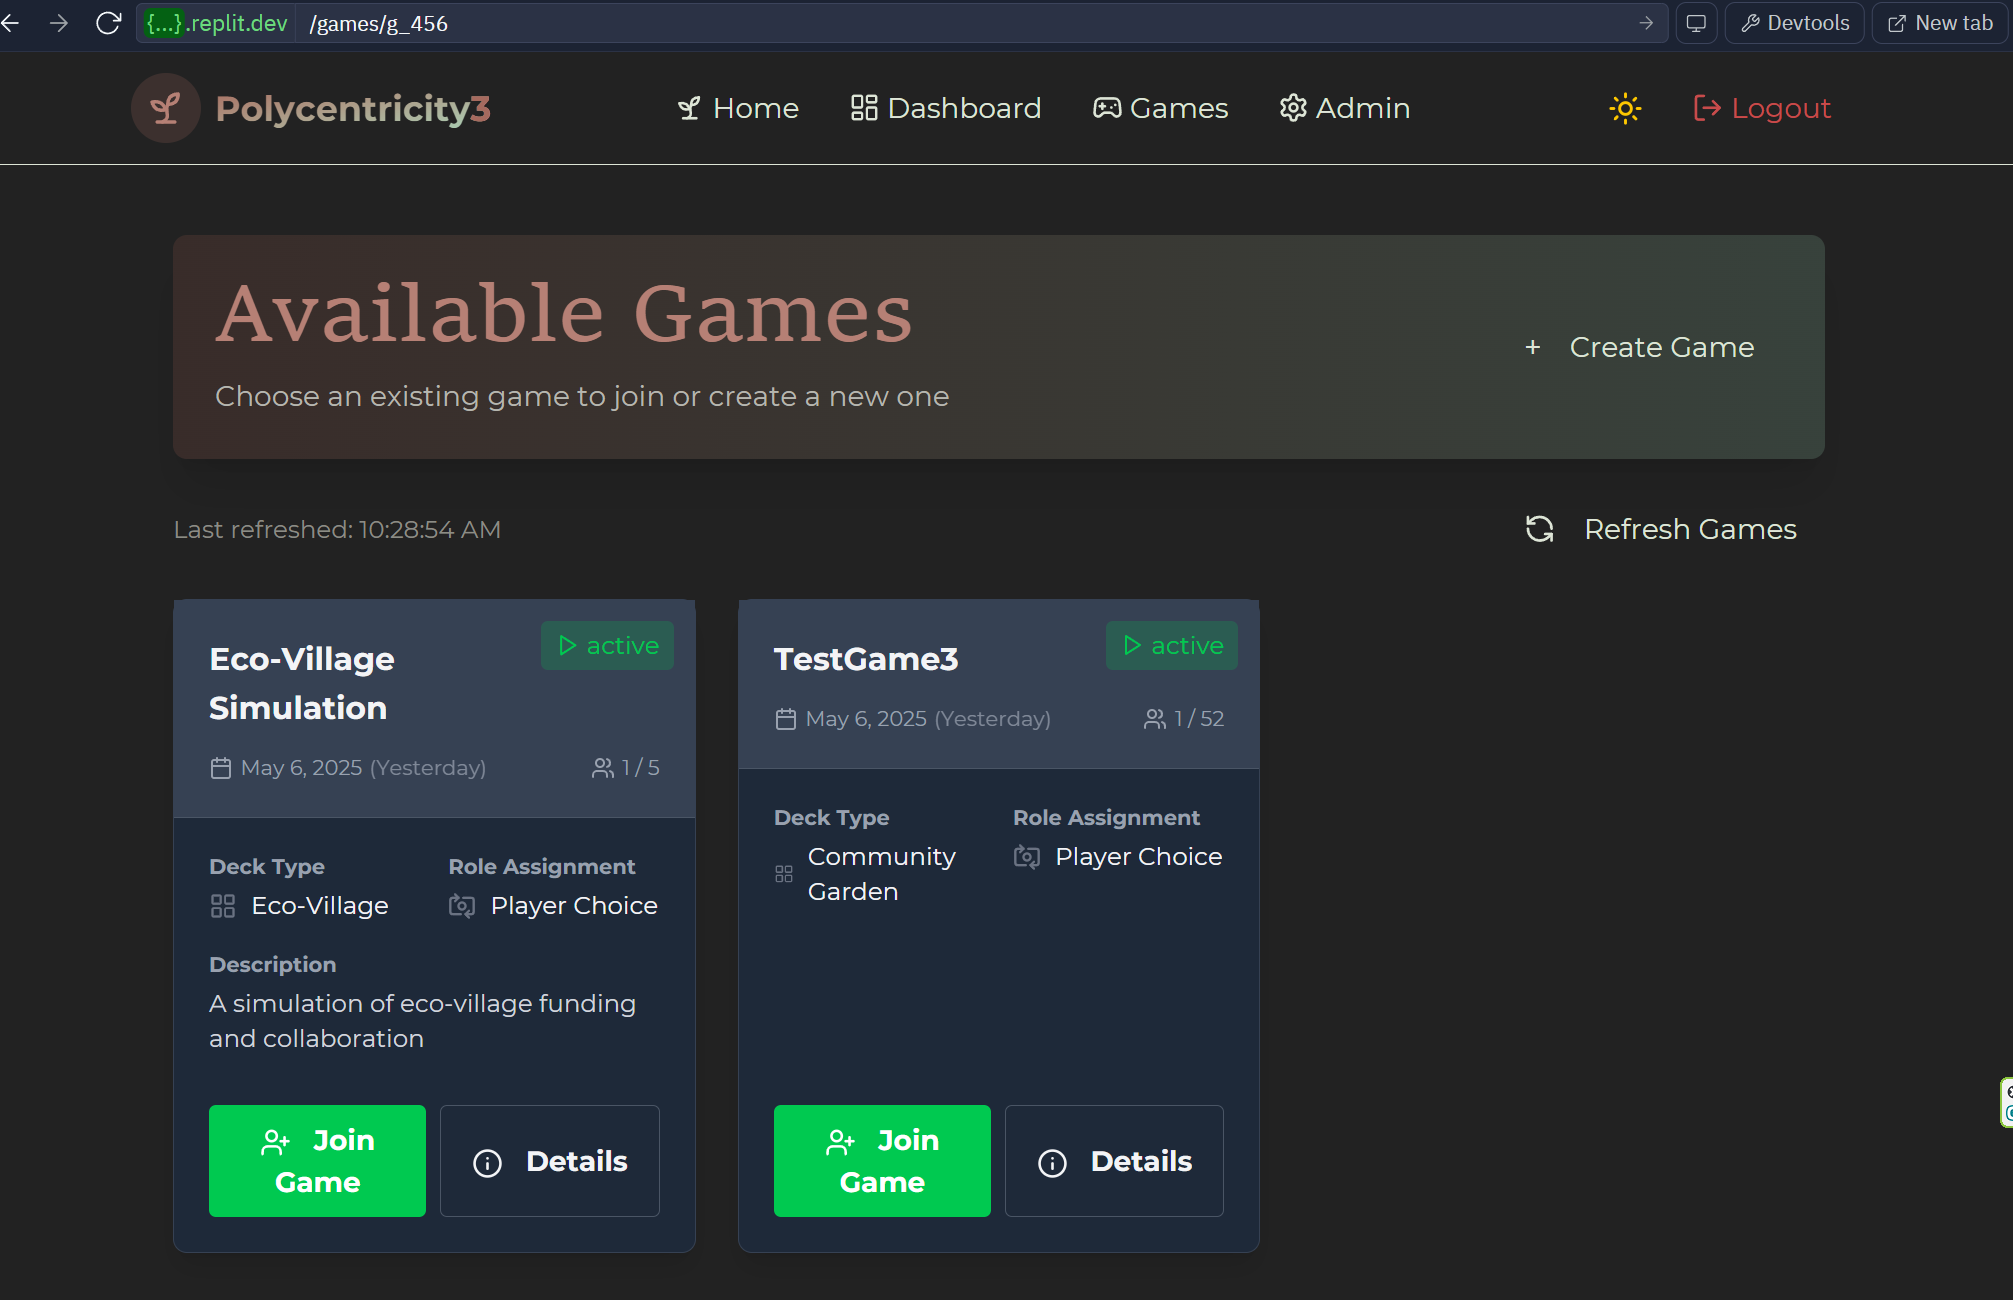 {...}.replit.dev /games/g_456 Devtools New tab
Polycentricity3 Home Dashboard Games Admin Logout
Available Games
Choose an existing game to join or create a new one
+ Create Game
Last refreshed: 10:28:54 AM
Refresh Games
Eco-Village
Simulation
active
May 6, 2025 (Yesterday) 1 / 5
Deck Type
Eco-Village
Role Assignment
Player Choice
Description
A simulation of eco-village funding
and collaboration
Join
Game
Details
TestGame3
active
May 6, 2025 (Yesterday) 1 / 52
Deck Type
Community
Garden
Role Assignment
Player Choice
Join
Game
Details